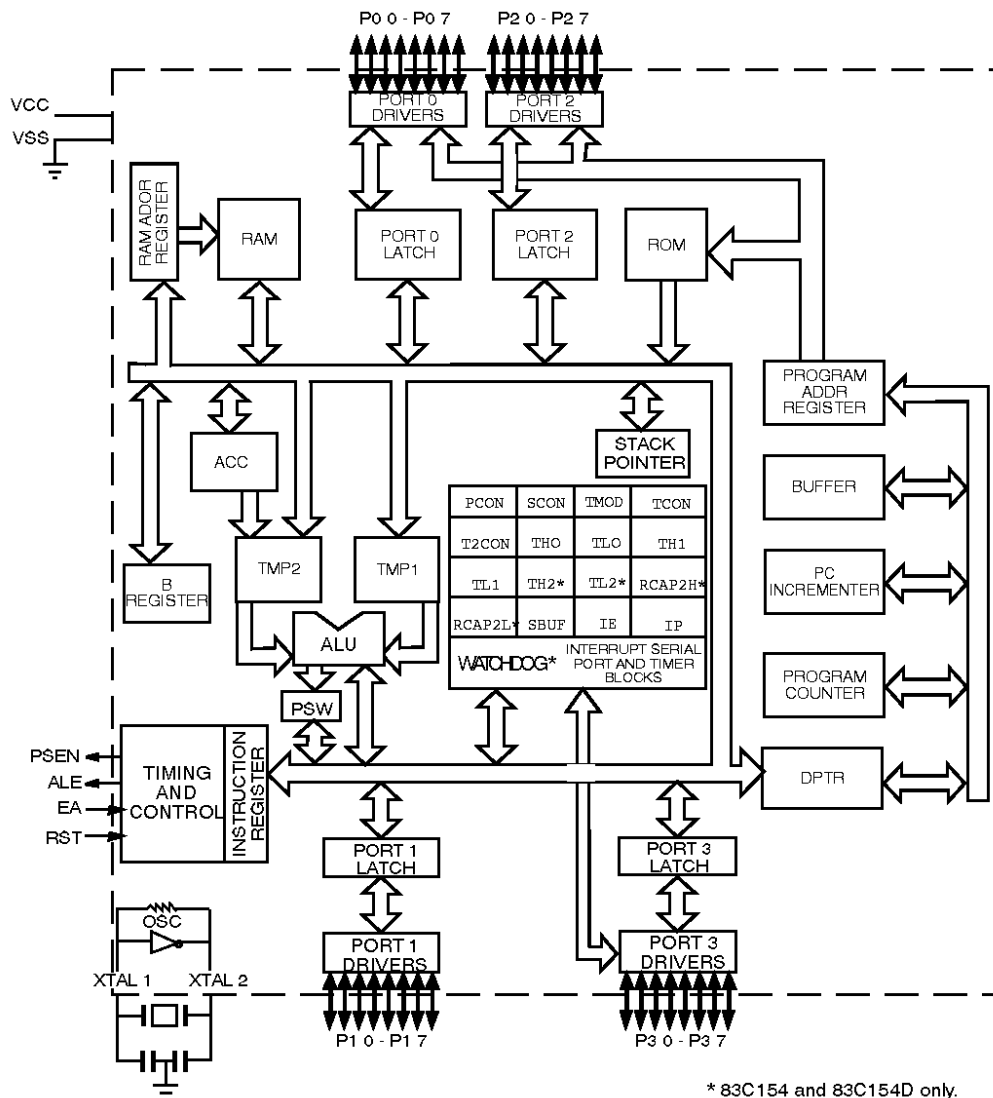 P0 0 - P0 7
P2 0 - P2 7
VCC
VSS
PORT 0
DRIVERS
PORT 2
DRIVERS
RAM ADDR
REGISTER
RAM
PORT 0
LATCH
PORT 2
LATCH
ROM
PROGRAM
ADDR
REGISTER
ACC
STACK
POINTER
BUFFER
PCON SCON TMOD TCON
T2CON TH0 TL0 TH1
TL1 TH2* TL2* RCAP2H*
RCAP2L* SBUF IE IP
WATCHDOG*
INTERRUPT SERIAL
PORT AND TIMER
BLOCKS
B
REGISTER
TMP2
TMP1
ALU
PSW
PC
INCREMENTER
PROGRAM
COUNTER
DPTR
PSEN
ALE
EA
RST
TIMING
AND
CONTROL
INSTRUCTION
REGISTER
PORT 1
LATCH
PORT 3
LATCH
OSC
XTAL 1
XTAL 2
PORT 1
DRIVERS
PORT 3
DRIVERS
P1 0 - P1 7
P3 0 - P3 7
* 83C154 and 83C154D only.